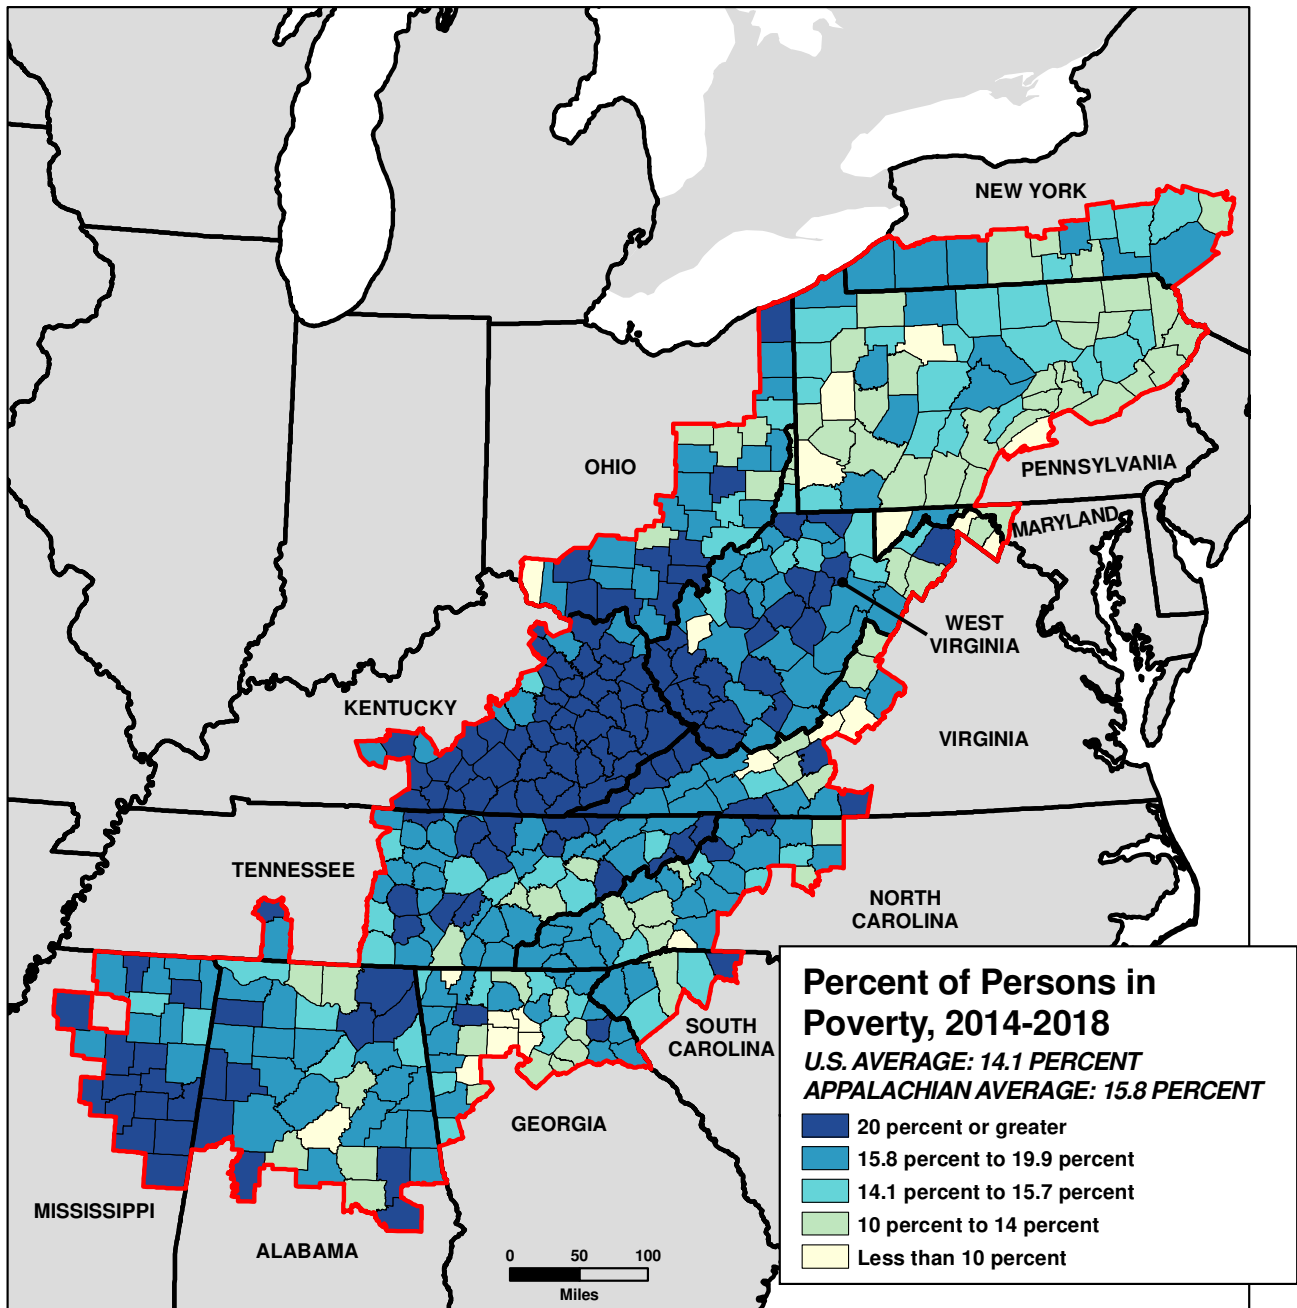 NEW YORK
OHIO
PENNSYLVANIA
MARYLAND
WEST
VIRGINIA
KENTUCKY
VIRGINIA
TENNESSEE
NORTH
CAROLINA
SOUTH
CAROLINA
GEORGIA
MISSISSIPPI
ALABAMA
0 50 100
Miles
Percent of Persons in
Poverty, 2014-2018
U.S. AVERAGE: 14.1 PERCENT
APPALACHIAN AVERAGE: 15.8 PERCENT
20 percent or greater
15.8 percent to 19.9 percent
14.1 percent to 15.7 percent
10 percent to 14 percent
Less than 10 percent